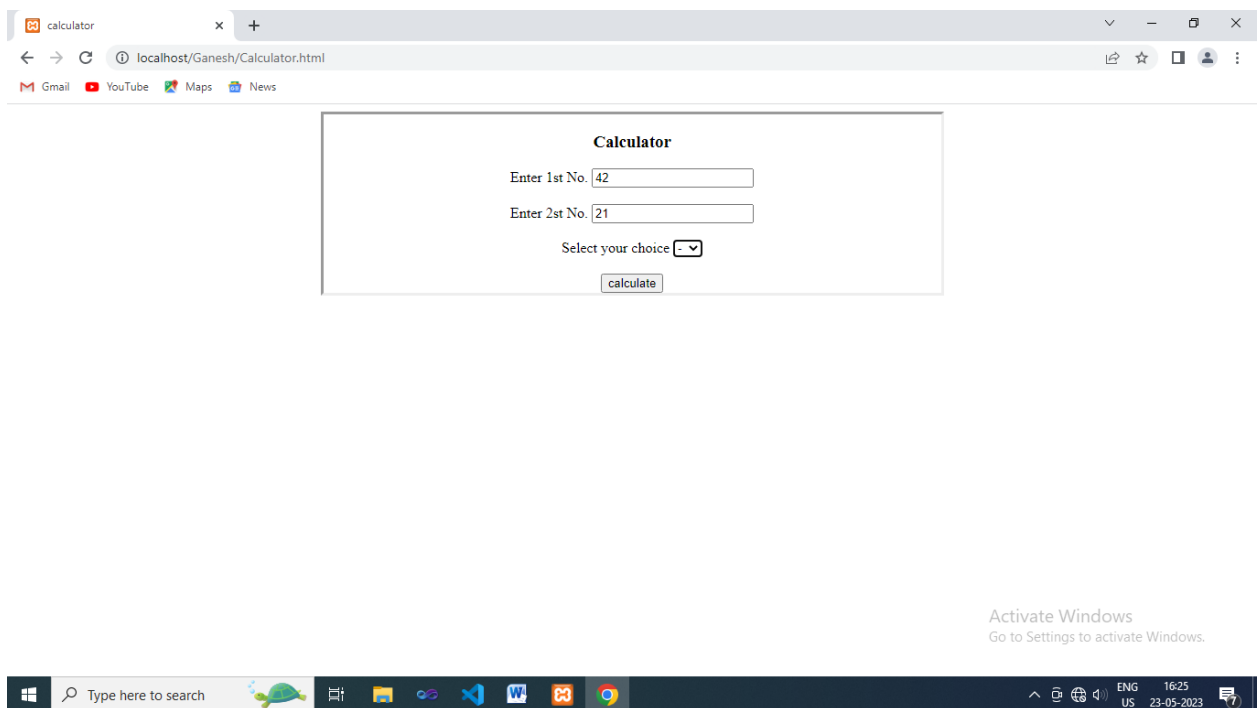 calculator
localhost/Ganesh/Calculator.html
Gmail YouTube Maps News
Calculator
Enter 1st No. 42
Enter 2st No. 21
Select your choice -
calculate
Activate Windows
Go to Settings to activate Windows.
Type here to search
ENG 16:25
US 23-05-2023
7